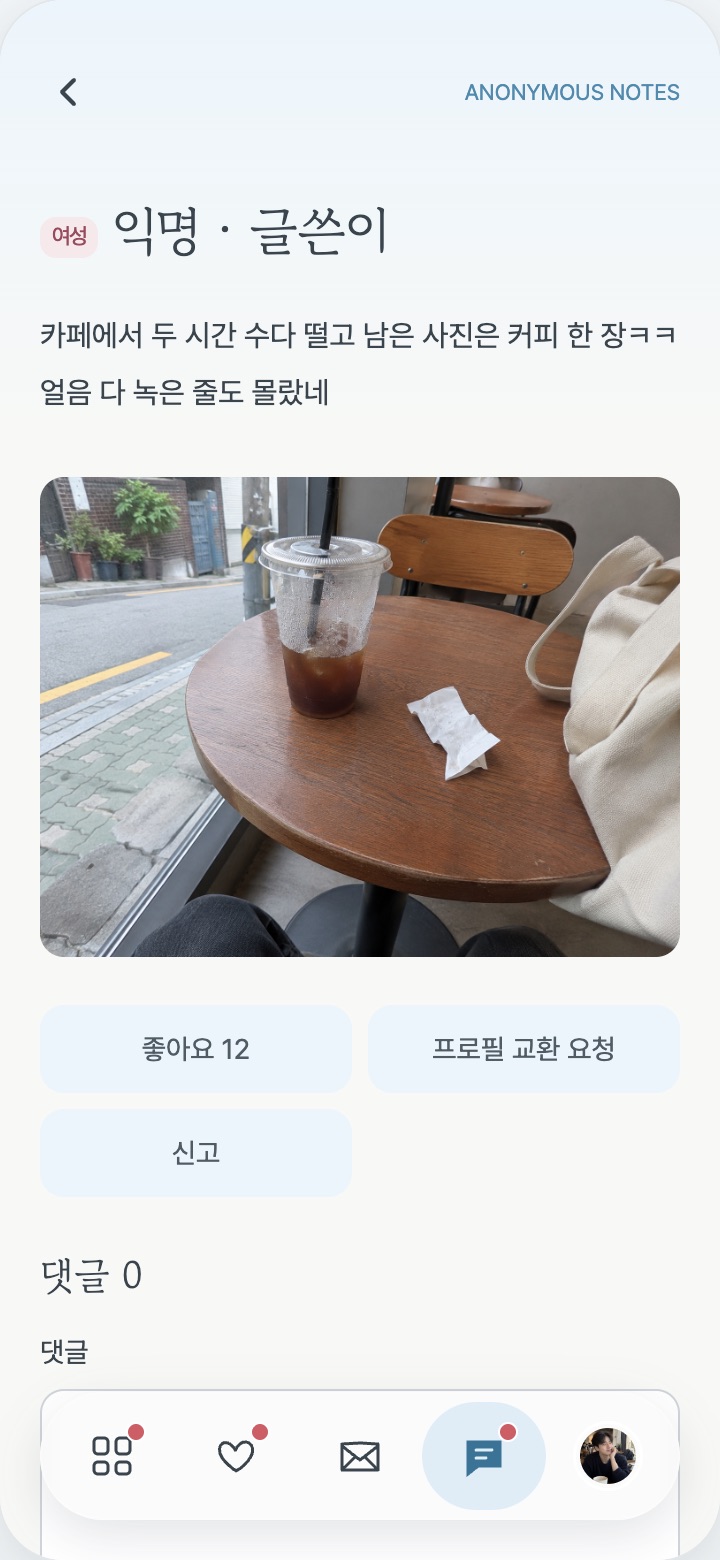 ANONYMOUS NOTES
여성 익명 · 글쓴이
카페에서 두 시간 수다 떨고 남은 사진은 커피 한 장ㅋㅋ
얼음 다 녹은 줄도 몰랐네
좋아요 12
프로필 교환 요청
신고
댓글 0
댓글